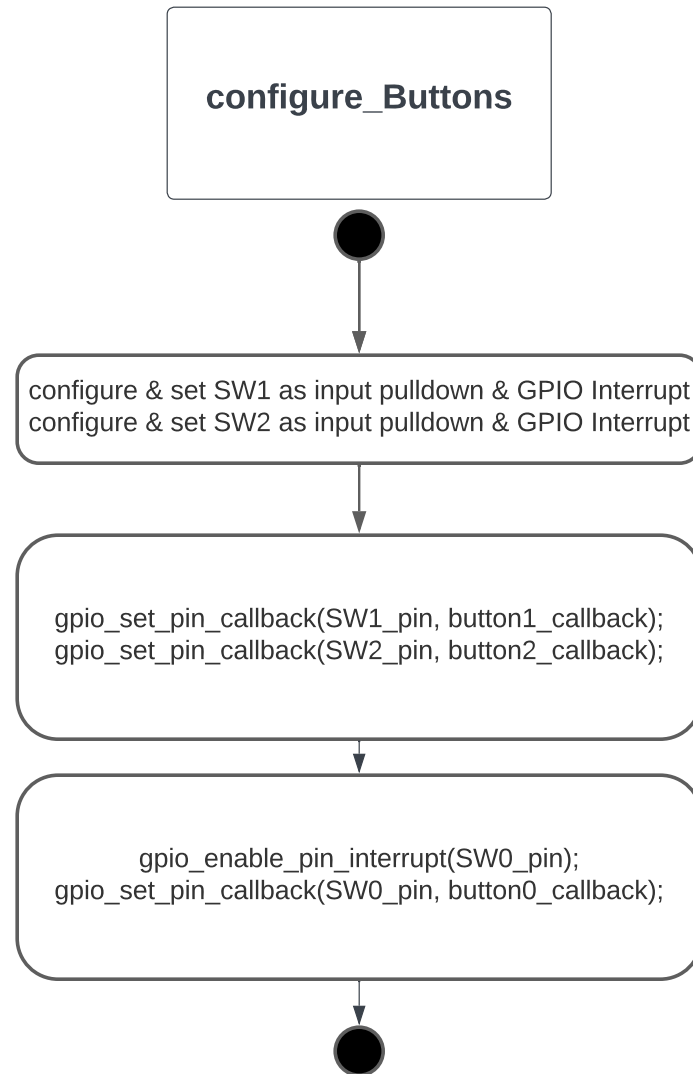 configure_Buttons
configure & set SW1 as input pulldown & GPIO Interrupt
configure & set SW2 as input pulldown & GPIO Interrupt
gpio_set_pin_callback(SW1_pin, button1_callback);
gpio_set_pin_callback(SW2_pin, button2_callback);
gpio_enable_pin_interrupt(SW0_pin);
gpio_set_pin_callback(SW0_pin, button0_callback);